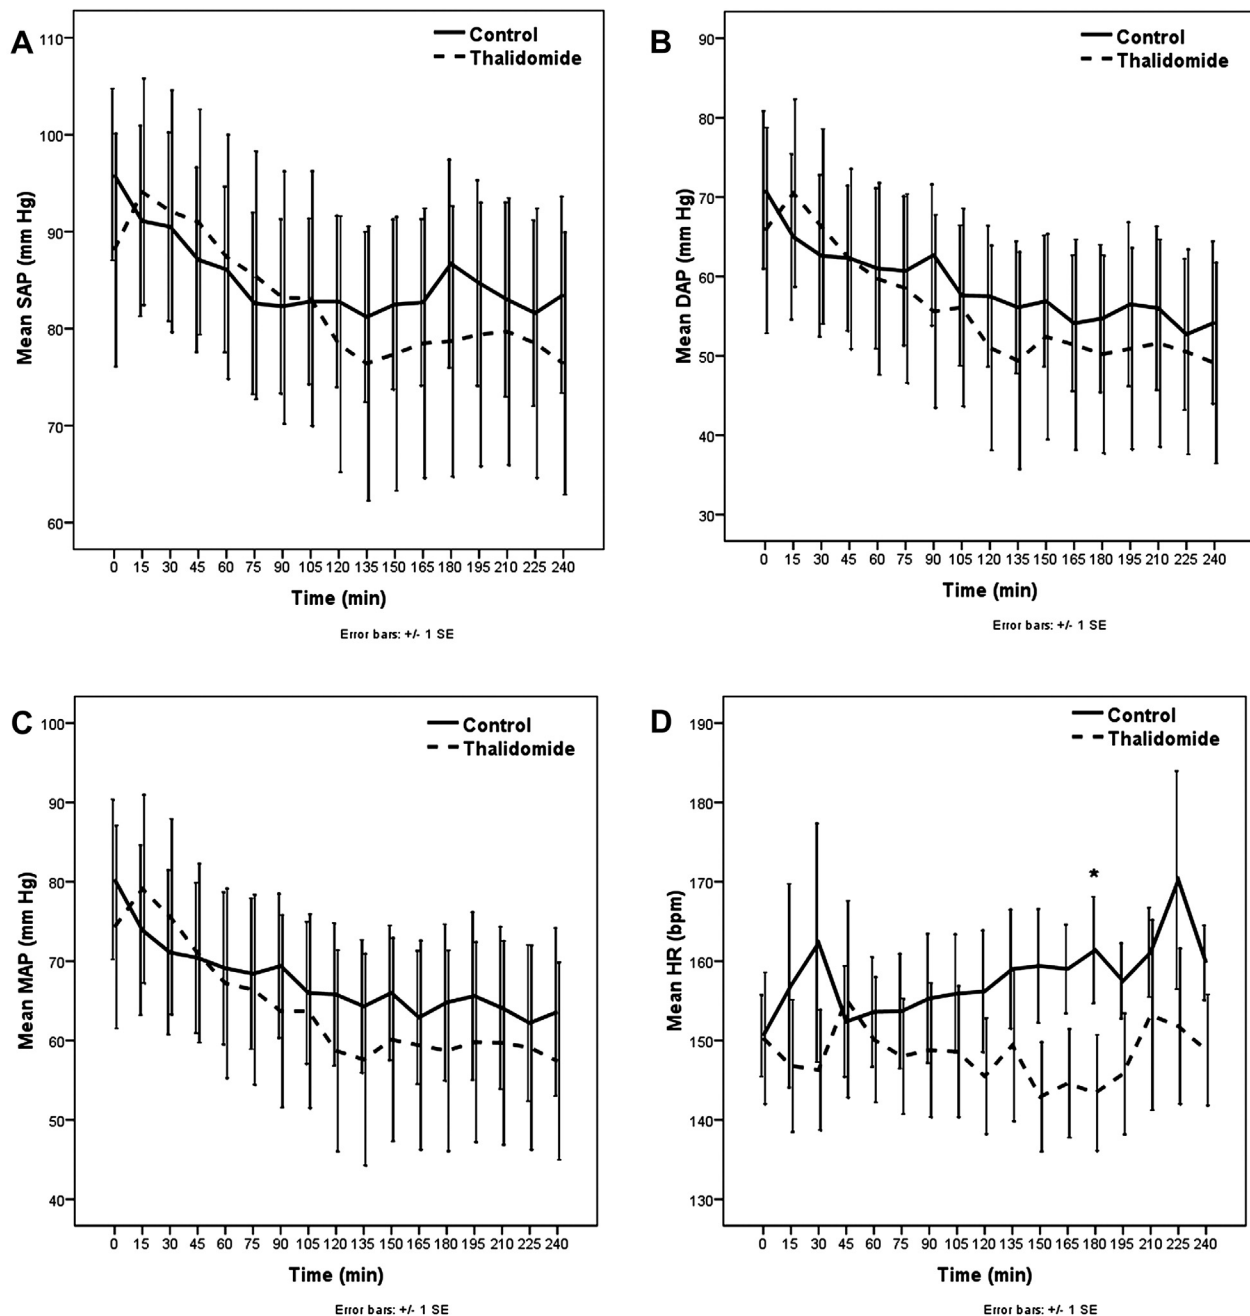 A
Control
Thalidomide
Mean SAP (mm Hg)
110
100
90
80
70
60
0 15 30 45 60 75 90 105 120 135 150 165 180 195 210 225 240
Time (min)
Error bars: +/- 1 SE
B
Control
Thalidomide
Mean DAP (mm Hg)
90
80
70
60
50
40
30
0 15 30 45 60 75 90 105 120 135 150 165 180 195 210 225 240
Time (min)
Error bars: +/- 1 SE
C
Control
Thalidomide
Mean MAP (mm Hg)
100
90
80
70
60
50
40
0 15 30 45 60 75 90 105 120 135 150 165 180 195 210 225 240
Time (min)
Error bars: +/- 1 SE
D
Control
Thalidomide
Mean HR (bpm)
190
180
170
160
150
140
130
*
0 15 30 45 60 75 90 105 120 135 150 165 180 195 210 225 240
Time (min)
Error bars: +/- 1 SE